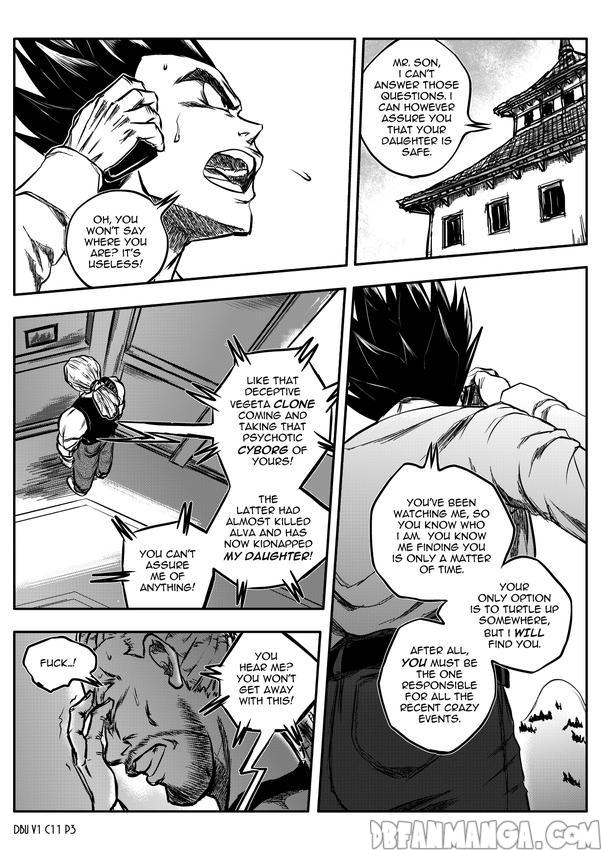 OH, YOU
WON'T SAY
WHERE YOU
ARE? IT'S
USELESS!
MR. SON,
I CAN'T
ANSWER THOSE
QUESTIONS. I
CAN HOWEVER
ASSURE YOU
THAT YOUR
DAUGHTER IS
SAFE.
LIKE THAT
DECEPTIVE
VEGETA CLONE
COMING AND
TAKING THAT
PSYCHOTIC
CYBORG OF
YOURS!
THE
LATTER HAD
ALMOST KILLED
ALVA AND HAS
NOW KIDNAPPED
MY DAUGHTER!
YOU CAN'T
ASSURE
ME OF
ANYTHING!
YOU'VE BEEN
WATCHING ME, SO
YOU KNOW WHO
I AM. YOU KNOW
ME FINDING YOU
IS ONLY A MATTER
OF TIME.
YOUR
ONLY OPTION
IS TO TURTLE UP
SOMEWHERE,
BUT I WILL
FIND YOU.
AFTER ALL,
YOU MUST BE
THE ONE
RESPONSIBLE
FOR ALL THE
RECENT CRAZY
EVENTS.
FUCK..!
YOU
HEAR ME?
YOU WON'T
GET AWAY
WITH THIS!
DBU V1 C11 P3
DBFANMANGA.COM